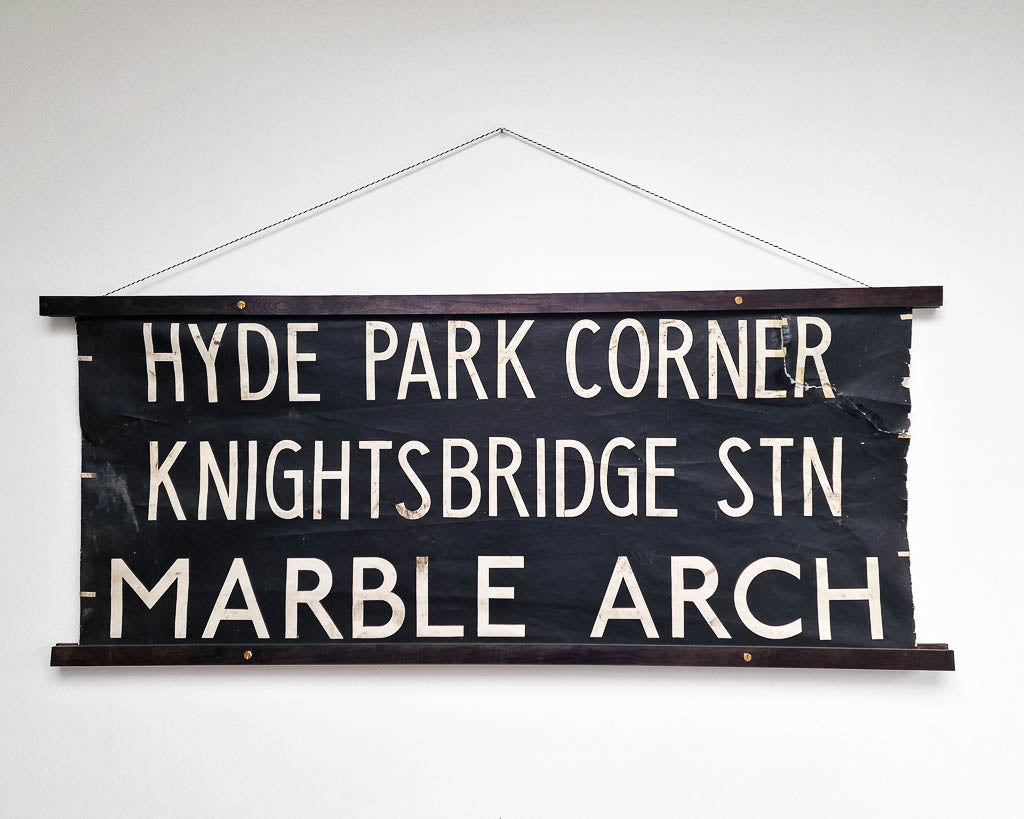 HYDE PARK CORNER
KNIGHTSBRIDGE STN
MARBLE ARCH